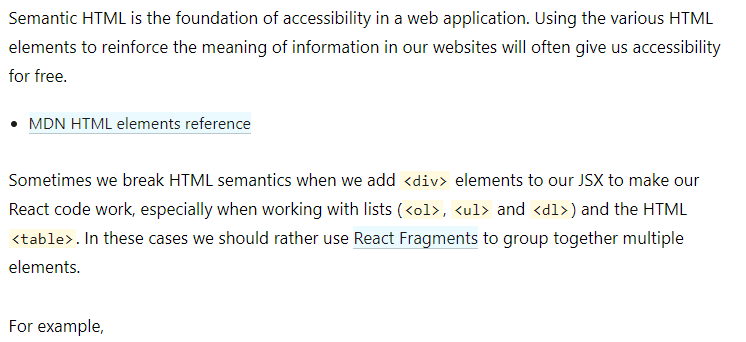 Semantic HTML is the foundation of accessibility in a web application. Using the various HTML
elements to reinforce the meaning of information in our websites will often give us accessibility
for free.
• MDN HTML elements reference
Sometimes we break HTML semantics when we add <div> elements to our JSX to make our
React code work, especially when working with lists (<ol>, <ul> and <dl>) and the HTML
<table>. In these cases we should rather use React Fragments to group together multiple
elements.
For example,